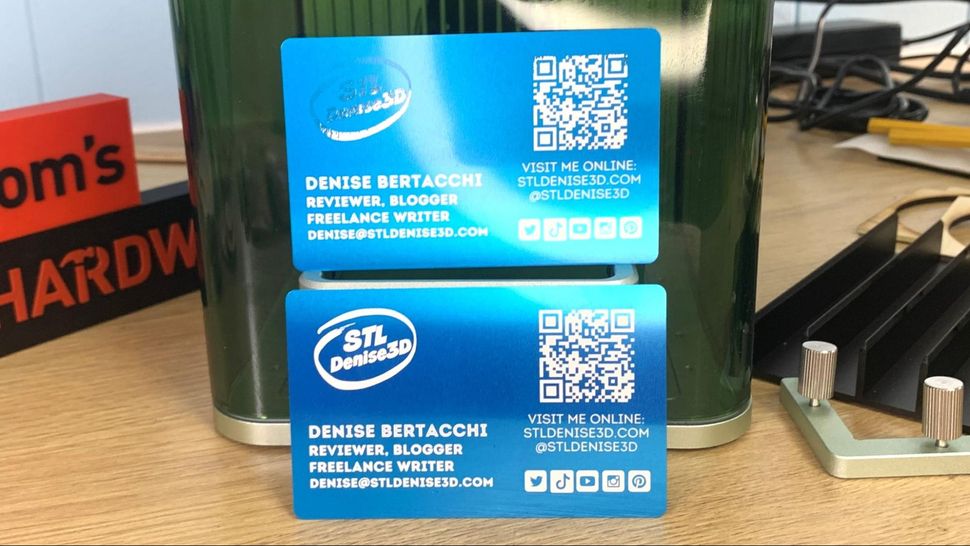 om's
HARDW
STL
Denise3D
DENISE BERTACCHI
REVIEWER, BLOGGER
FREELANCE WRITER
DENISE@STLDENISE3D.COM
VISIT ME ONLINE:
STLDENISE3D.COM
@STLDENISE3D
STL
Denise3D
DENISE BERTACCHI
REVIEWER, BLOGGER
FREELANCE WRITER
DENISE@STLDENISE3D.COM
VISIT ME ONLINE:
STLDENISE3D.COM
@STLDENISE3D